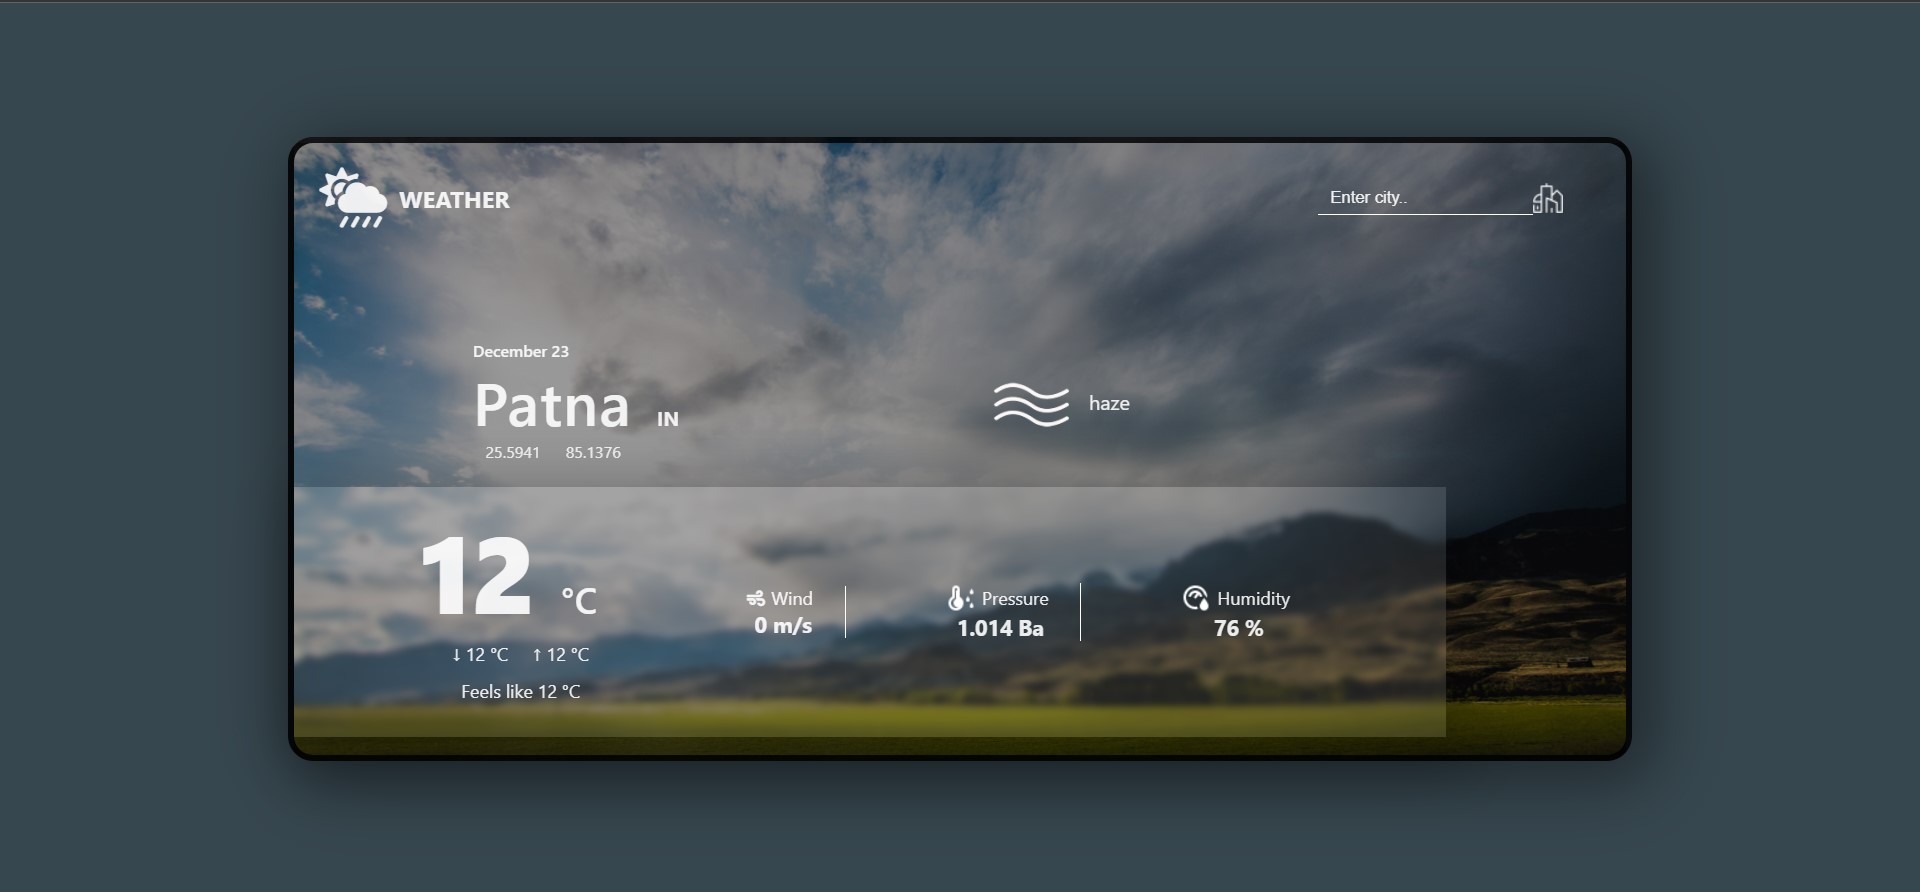 WEATHER
Enter city..
December 23
Patna IN
25.5941 85.1376
haze
12 °C
↓ 12 °C ↑ 12 °C
Feels like 12 °C
Wind
0 m/s
Pressure
1.014 Ba
Humidity
76 %